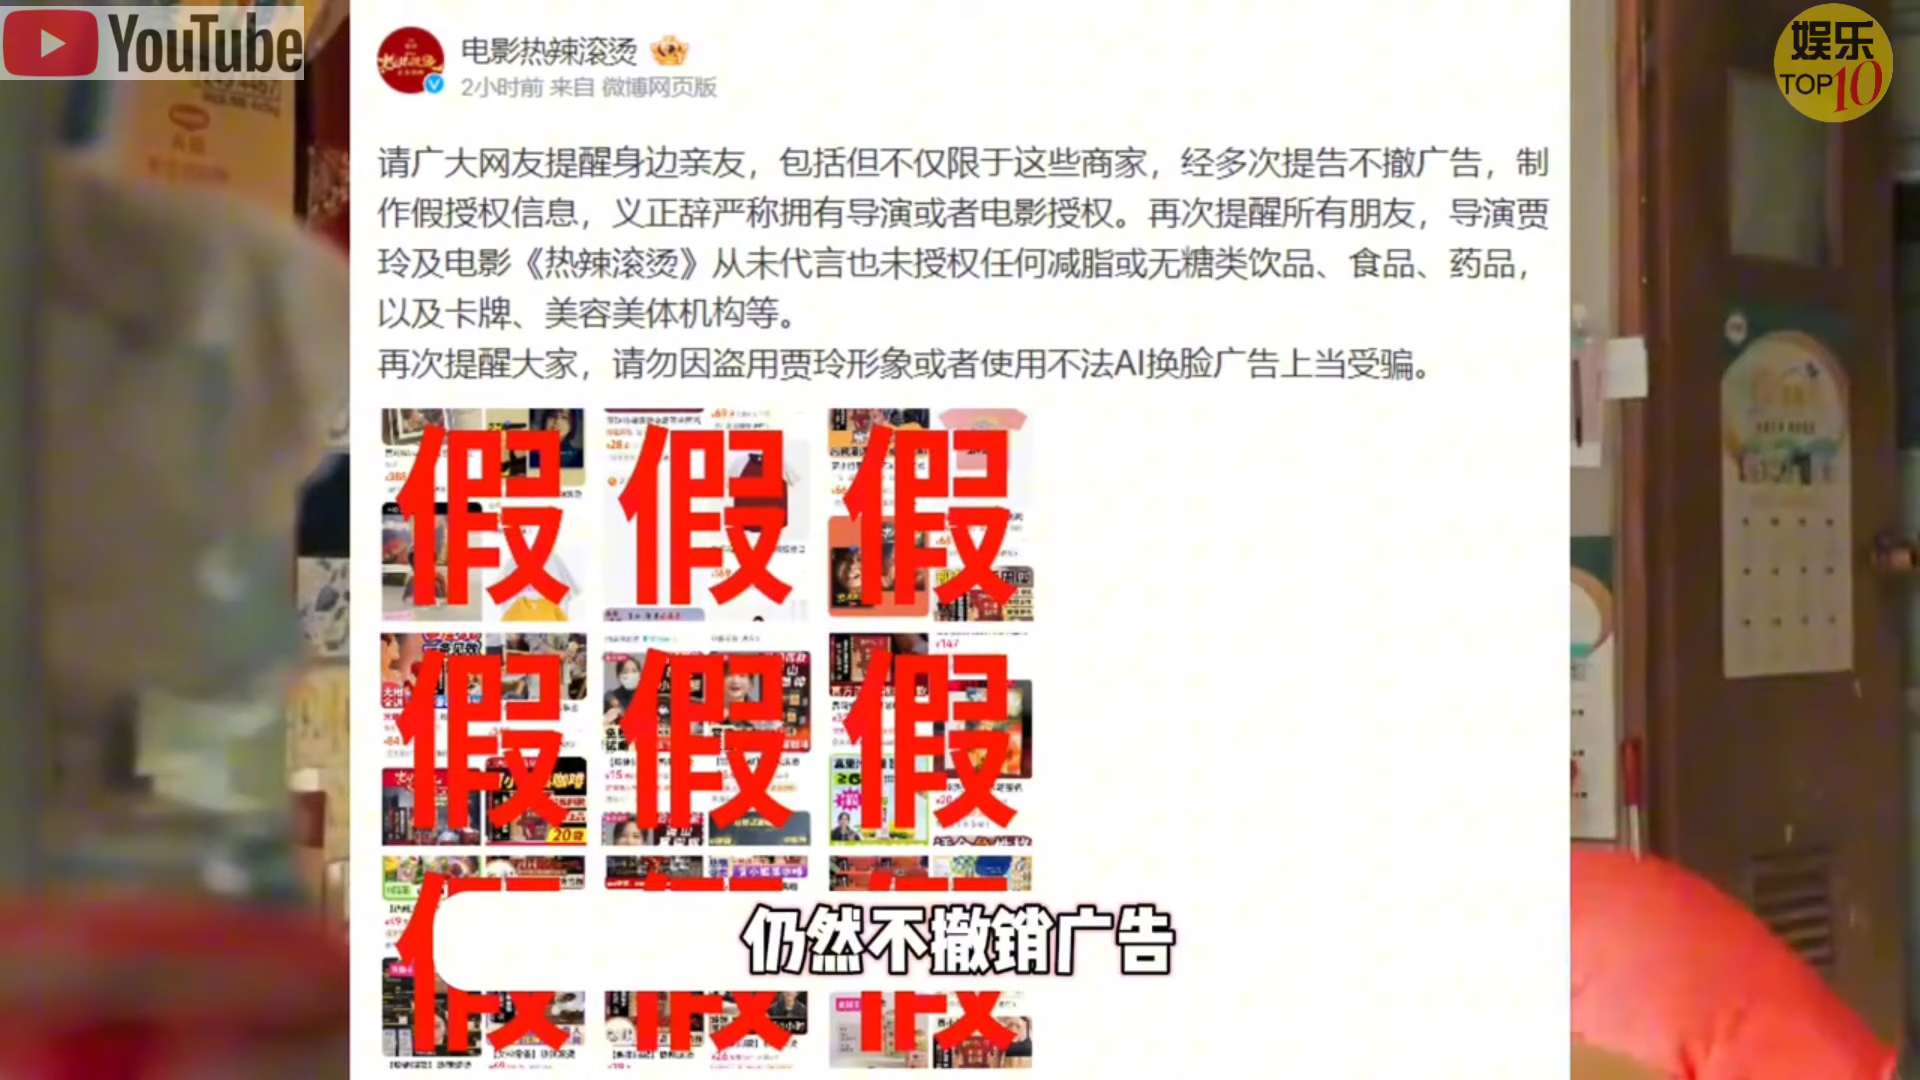 YouTube
娱乐
TOP10
电影热辣滚烫
2小时前 来自 微博网页版
请广大网友提醒身边亲友，包括但不仅限于这些商家，经多次提告不撤广告，制
作假授权信息，义正辞严称拥有导演或者电影授权。再次提醒所有朋友，导演贾
玲及电影《热辣滚烫》从未代言也未授权任何减脂或无糖类饮品、食品、药品，
以及卡牌、美容美体机构等。
再次提醒大家，请勿因盗用贾玲形象或者使用不法AI换脸广告上当受骗。
假 假 假
假 假 假
假 假 假
仍然不撤销广告